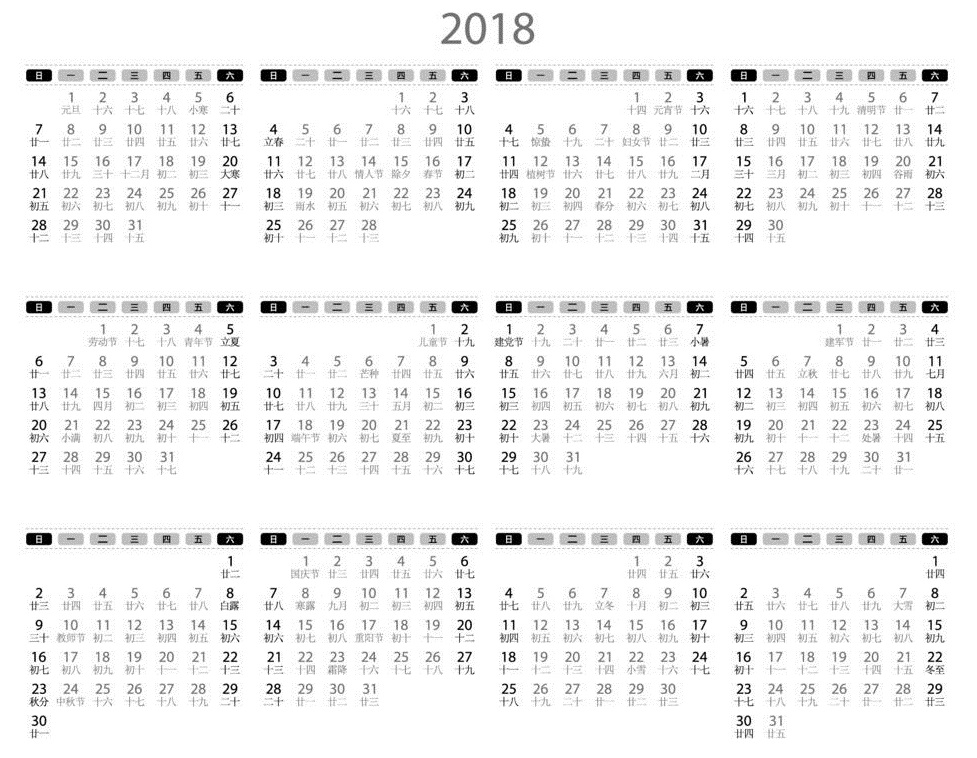 2018
日 一 二 三 四 五 六
1 2 3 4 5 6
元旦 十六 十七 十八 小寒 二十
7 8 9 10 11 12 13
廿一 廿二 廿三 廿四 廿五 廿六 廿七
14 15 16 17 18 19 20
廿八 廿九 三十 十二月 初二 初三 大寒
21 22 23 24 25 26 27
初五 初六 初七 初八 初九 初十 十一
28 29 30 31
十二 十三 十四 十五
日 一 二 三 四 五 六
1 2 3
十六 十七 十八
4 5 6 7 8 9 10
立春 二十 廿一 廿二 廿三 廿四 廿五
11 12 13 14 15 16 17
廿六 廿七 廿八 情人节 除夕 春节 初二
18 19 20 21 22 23 24
初三 雨水 初五 初六 初七 初八 初九
25 26 27 28
初十 十一 十二 十三
日 一 二 三 四 五 六
1 2 3
十四 元宵节 十六
4 5 6 7 8 9 10
十七 惊蛰 十九 二十 妇女节 廿二 廿三
11 12 13 14 15 16 17
廿四 植树节 廿六 廿七 廿八 廿九 二月
18 19 20 21 22 23 24
初二 初三 初四 春分 初六 初七 初八
25 26 27 28 29 30 31
初九 初十 十一 十二 十三 十四 十五
日 一 二 三 四 五 六
1 2 3 4 5 6 7
十六 十七 十八 十九 清明节 廿一 廿二
8 9 10 11 12 13 14
廿三 廿四 廿五 廿六 廿七 廿八 廿九
15 16 17 18 19 20 21
三十 三月 初二 初三 初四 谷雨 初六
22 23 24 25 26 27 28
初七 初八 初九 初十 十一 十二 十三
29 30
十四 十五
日 一 二 三 四 五 六
1 2 3 4 5
劳动节 十七 十八 青年节 立夏
6 7 8 9 10 11 12
廿一 廿二 廿三 廿四 廿五 廿六 廿七
13 14 15 16 17 18 19
廿八 廿九 四月 初二 初三 初四 初五
20 21 22 23 24 25 26
初六 小满 初八 初九 初十 十一 十二
27 28 29 30 31
十三 十四 十五 十六 十七
日 一 二 三 四 五 六
1 2
儿童节 十九
3 4 5 6 7 8 9
二十 廿一 廿二 芒种 廿四 廿五 廿六
10 11 12 13 14 15 16
廿七 廿八 廿九 三十 五月 初二 初三
17 18 19 20 21 22 23
初四 端午节 初六 初七 夏至 初九 初十
24 25 26 27 28 29 30
十一 十二 十三 十四 十五 十六 十七
日 一 二 三 四 五 六
1 2 3 4 5 6 7
建党节 十九 二十 廿一 廿二 廿三 小暑
8 9 10 11 12 13 14
廿五 廿六 廿七 廿八 廿九 六月 初二
15 16 17 18 19 20 21
初三 初四 初五 初六 初七 初八 初九
22 23 24 25 26 27 28
初十 大暑 十二 十三 十四 十五 十六
29 30 31
十七 十八 十九
日 一 二 三 四 五 六
1 2 3 4
建军节 廿一 廿二 廿三
5 6 7 8 9 10 11
廿四 廿五 立秋 廿七 廿八 廿九 七月
12 13 14 15 16 17 18
初二 初三 初四 初五 初六 初七 初八
19 20 21 22 23 24 25
初九 初十 十一 十二 处暑 十四 十五
26 27 28 29 30 31
十六 十七 十八 十九 二十 廿一
日 一 二 三 四 五 六
1
廿二
2 3 4 5 6 7 8
廿三 廿四 廿五 廿六 廿七 廿八 白露
9 10 11 12 13 14 15
三十 教师节 初二 初三 初四 初五 初六
16 17 18 19 20 21 22
初七 初八 初九 初十 十一 十二 十三
23 24 25 26 27 28 29
秋分 中秋节 十六 十七 十八 十九 二十
30
廿一
日 一 二 三 四 五 六
1 2 3 4 5 6
国庆节 廿三 廿四 廿五 廿六 廿七
7 8 9 10 11 12 13
廿八 寒露 九月 初二 初三 初四 初五
14 15 16 17 18 19 20
初六 初七 初八 重阳节 初十 十一 十二
21 22 23 24 25 26 27
十三 十四 霜降 十六 十七 十八 十九
28 29 30 31
二十 廿一 廿二 廿三
日 一 二 三 四 五 六
1 2 3
廿四 廿五 廿六
4 5 6 7 8 9 10
廿七 廿八 廿九 立冬 十月 初二 初三
11 12 13 14 15 16 17
初四 初五 初六 初七 初八 初九 初十
18 19 20 21 22 23 24
十一 十二 十三 十四 小雪 十六 十七
25 26 27 28 29 30
十八 十九 二十 廿一 廿二 廿三
日 一 二 三 四 五 六
1
廿四
2 3 4 5 6 7 8
廿五 廿六 廿七 廿八 廿九 大雪 初二
9 10 11 12 13 14 15
初三 初四 初五 初六 初七 初八 初九
16 17 18 19 20 21 22
初十 十一 十二 十三 十四 十五 冬至
23 24 25 26 27 28 29
十七 十八 十九 二十 廿一 廿二 廿三
30 31
廿四 廿五